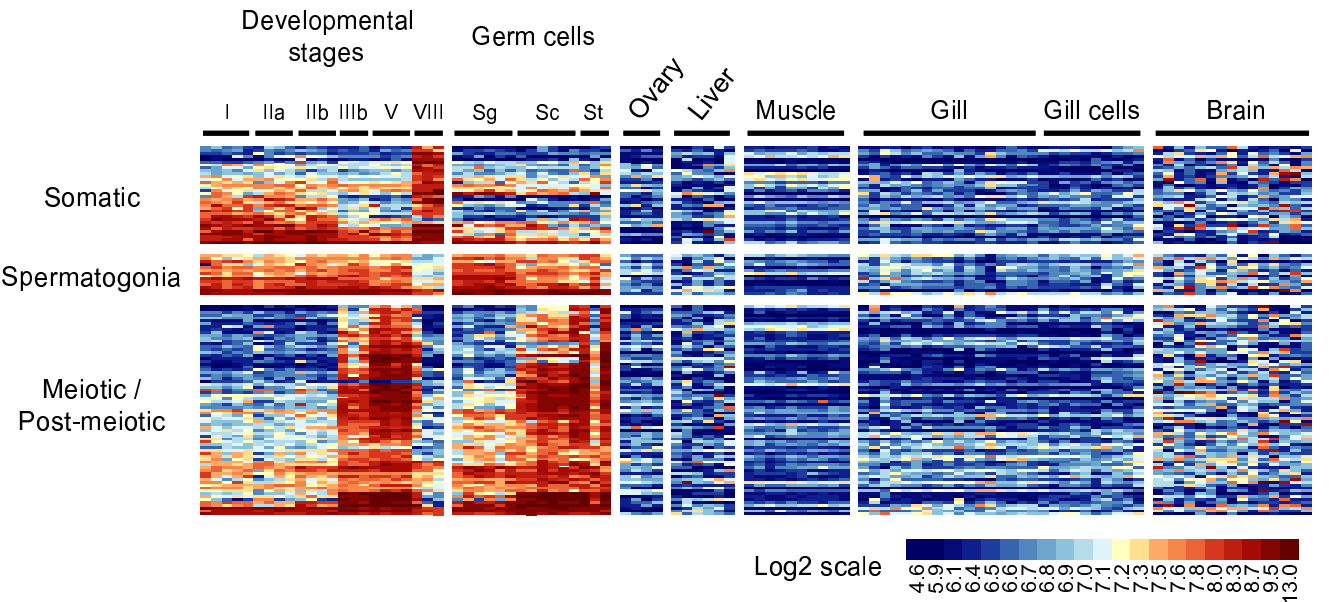 Developmental
stages
Germ cells
I IIa IIb IIIb V VIII Sg Sc St Ovary Liver Muscle Gill Gill cells Brain
Somatic
Spermatogonia
Meiotic /
Post-meiotic
Log2 scale
4.6 5.9 6.1 6.4 6.5 6.6 6.7 6.8 6.9 7.0 7.1 7.2 7.3 7.5 7.6 7.8 8.0 8.3 8.7 9.5 13.0